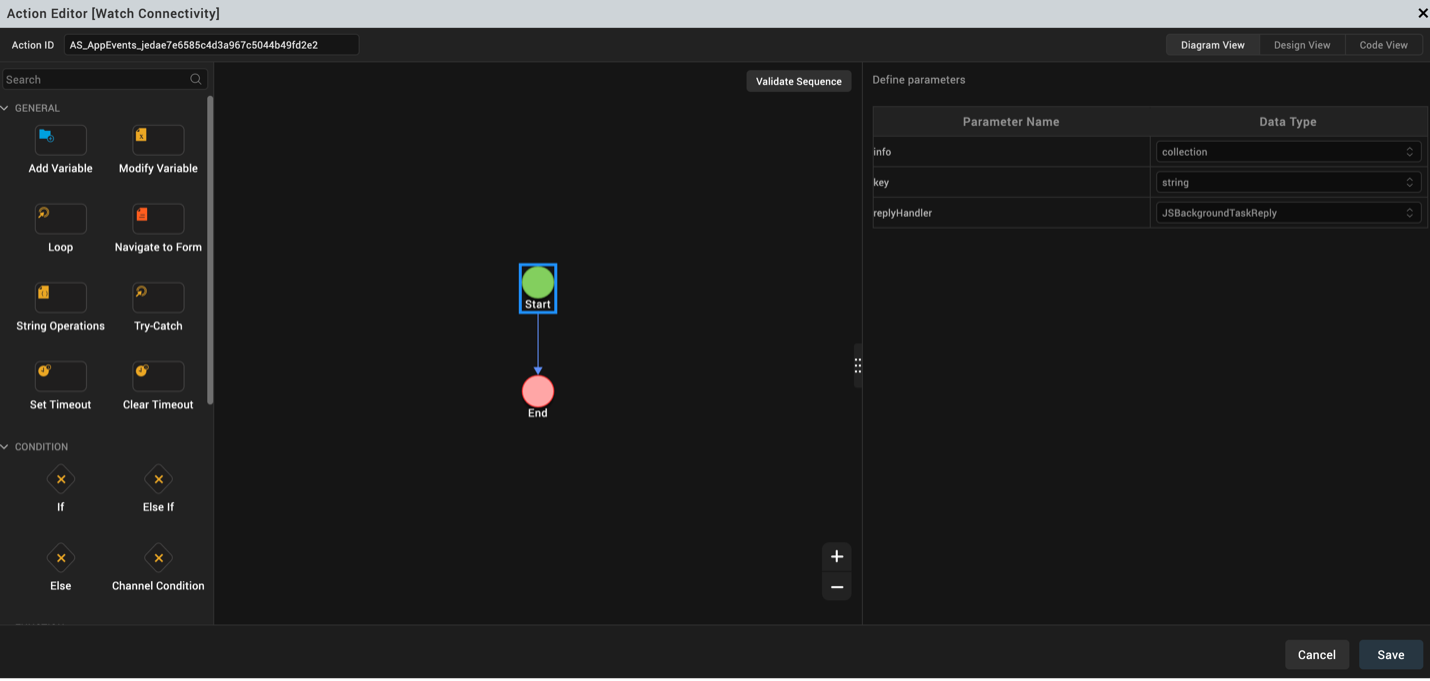 Action Editor [Watch Connectivity]
Action ID AS_AppEvents_jedae7e6585c4d3a967c5044b49fd2e2
Diagram View Design View Code View
Search
Validate Sequence
Define parameters
GENERAL
Parameter Name Data Type
Add Variable Modify Variable
info collection
key string
replyHandler JSBackgroundTaskReply
Loop Navigate to Form
Start
String Operations Try-Catch
Set Timeout Clear Timeout
End
CONDITION
If Else If
Else Channel Condition
Cancel Save